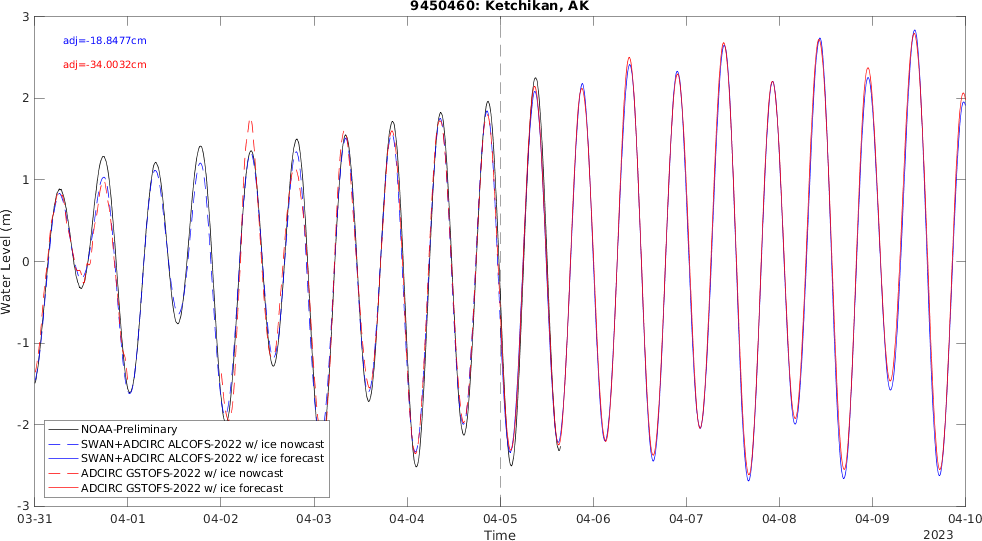 9450460: Ketchikan, AK
adj=-18.8477cm
adj=-34.0032cm
Water Level (m)
3
2
1
0
-1
-2
-3
NOAA-Preliminary
SWAN+ADCIRC ALCOFS-2022 w/ ice nowcast
SWAN+ADCIRC ALCOFS-2022 w/ ice forecast
ADCIRC GSTOFS-2022 w/ ice nowcast
ADCIRC GSTOFS-2022 w/ ice forecast
03-31 04-01 04-02 04-03 04-04 04-05 04-06 04-07 04-08 04-09 04-10
Time
2023